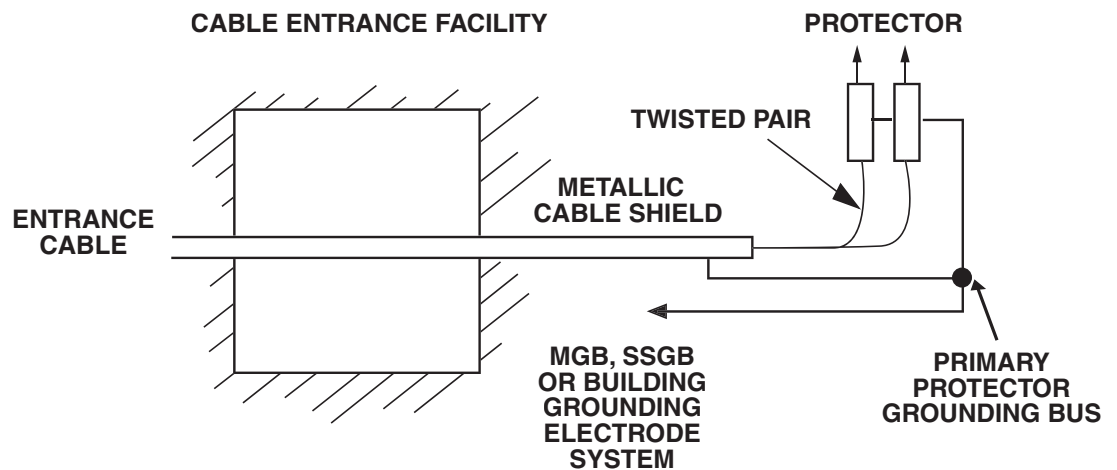 CABLE ENTRANCE FACILITY
PROTECTOR
TWISTED PAIR
METALLIC
CABLE SHIELD
ENTRANCE
CABLE
MGB, SSGB
OR BUILDING
GROUNDING
ELECTRODE
SYSTEM
PRIMARY
PROTECTOR
GROUNDING BUS